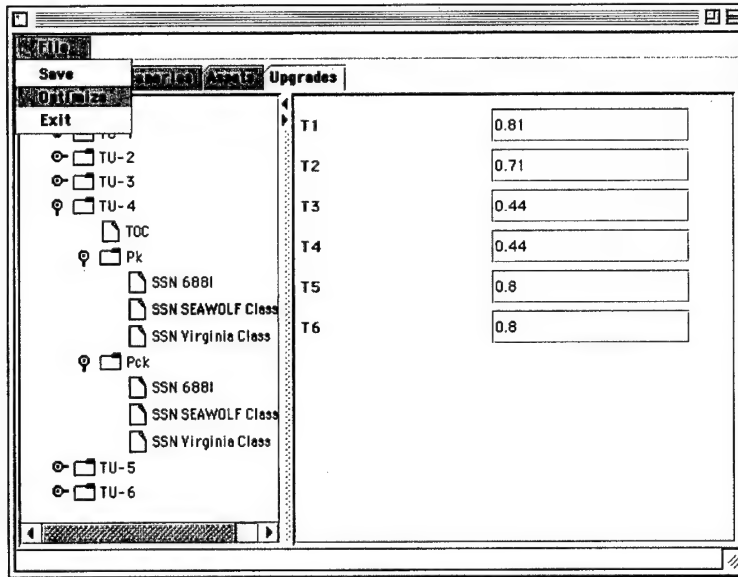 File
Save
Optimize
Exit
Assets
Upgrades
TU-2
TU-3
TU-4
TOC
Pk
SSN 688I
SSN SEAWOLF Class
SSN Virginia Class
Pck
SSN 688I
SSN SEAWOLF Class
SSN Virginia Class
TU-5
TU-6
T1 0.81
T2 0.71
T3 0.44
T4 0.44
T5 0.8
T6 0.8